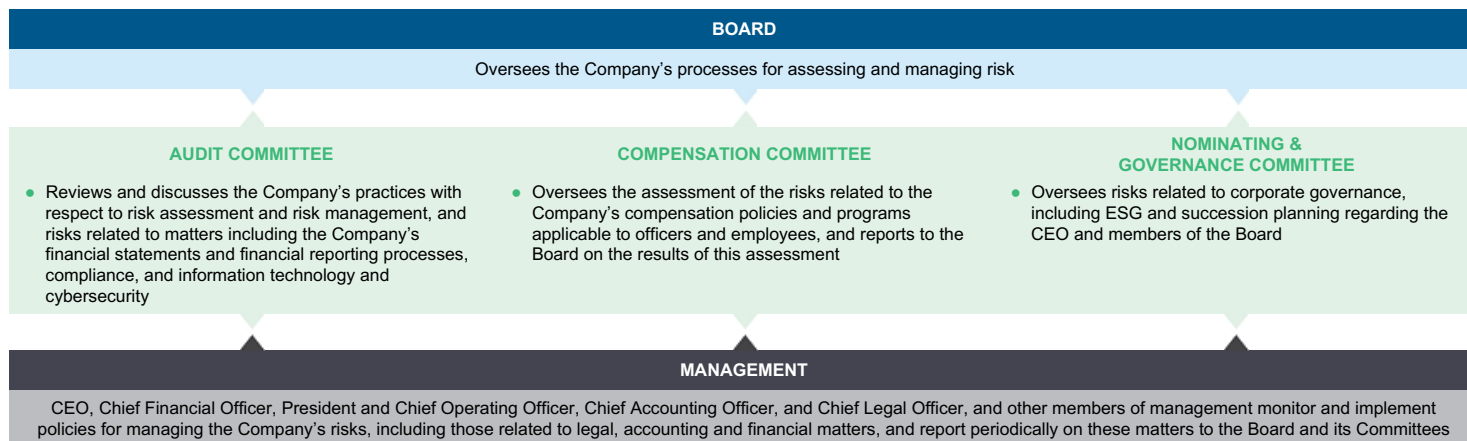 BOARD
Oversees the Company's processes for assessing and managing risk
AUDIT COMMITTEE
● Reviews and discusses the Company's practices with
respect to risk assessment and risk management, and
risks related to matters including the Company's
financial statements and financial reporting processes,
compliance, and information technology and
cybersecurity
COMPENSATION COMMITTEE
● Oversees the assessment of the risks related to the
Company's compensation policies and programs
applicable to officers and employees, and reports to the
Board on the results of this assessment
NOMINATING &
GOVERNANCE COMMITTEE
● Oversees risks related to corporate governance,
including ESG and succession planning regarding the
CEO and members of the Board
MANAGEMENT
CEO, Chief Financial Officer, President and Chief Operating Officer, Chief Accounting Officer, and Chief Legal Officer, and other members of management monitor and implement
policies for managing the Company's risks, including those related to legal, accounting and financial matters, and report periodically on these matters to the Board and its Committees